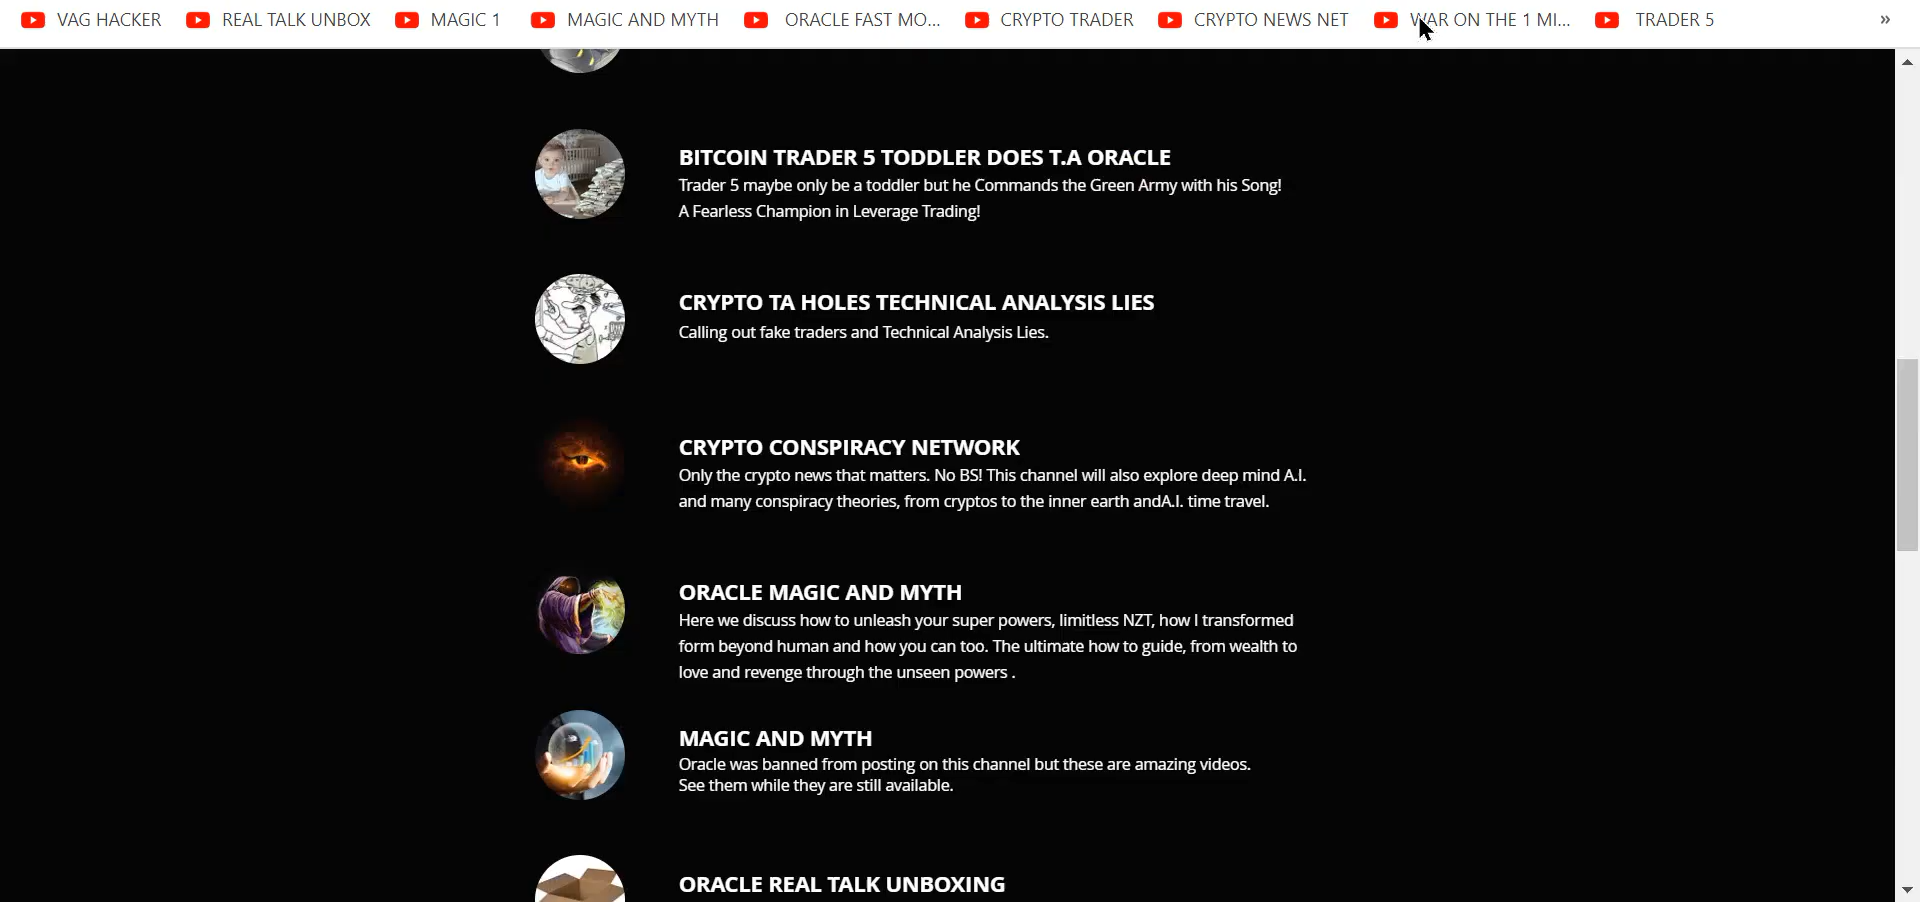 VAG HACKER REAL TALK UNBOX MAGIC 1 MAGIC AND MYTH ORACLE FAST MO... CRYPTO TRADER CRYPTO NEWS NET WAR ON THE 1 MI... TRADER 5 »
BITCOIN TRADER 5 TODDLER DOES T.A ORACLE
Trader 5 maybe only be a toddler but he Commands the Green Army with his Song!
A Fearless Champion in Leverage Trading!
CRYPTO TA HOLES TECHNICAL ANALYSIS LIES
Calling out fake traders and Technical Analysis Lies.
CRYPTO CONSPIRACY NETWORK
Only the crypto news that matters. No BS! This channel will also explore deep mind A.I.
and many conspiracy theories, from cryptos to the inner earth andA.I. time travel.
ORACLE MAGIC AND MYTH
Here we discuss how to unleash your super powers, limitless NZT, how I transformed
form beyond human and how you can too. The ultimate how to guide, from wealth to
love and revenge through the unseen powers .
MAGIC AND MYTH
Oracle was banned from posting on this channel but these are amazing videos.
See them while they are still available.
ORACLE REAL TALK UNBOXING